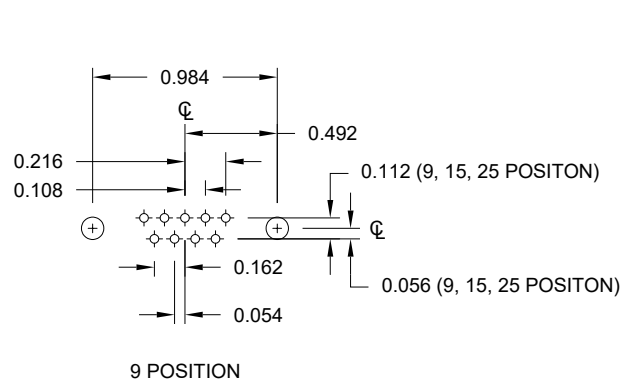 0.984
℄
0.492
0.216
0.112 (9, 15, 25 POSITON)
0.108
℄
0.162
0.056 (9, 15, 25 POSITON)
0.054
9 POSITION